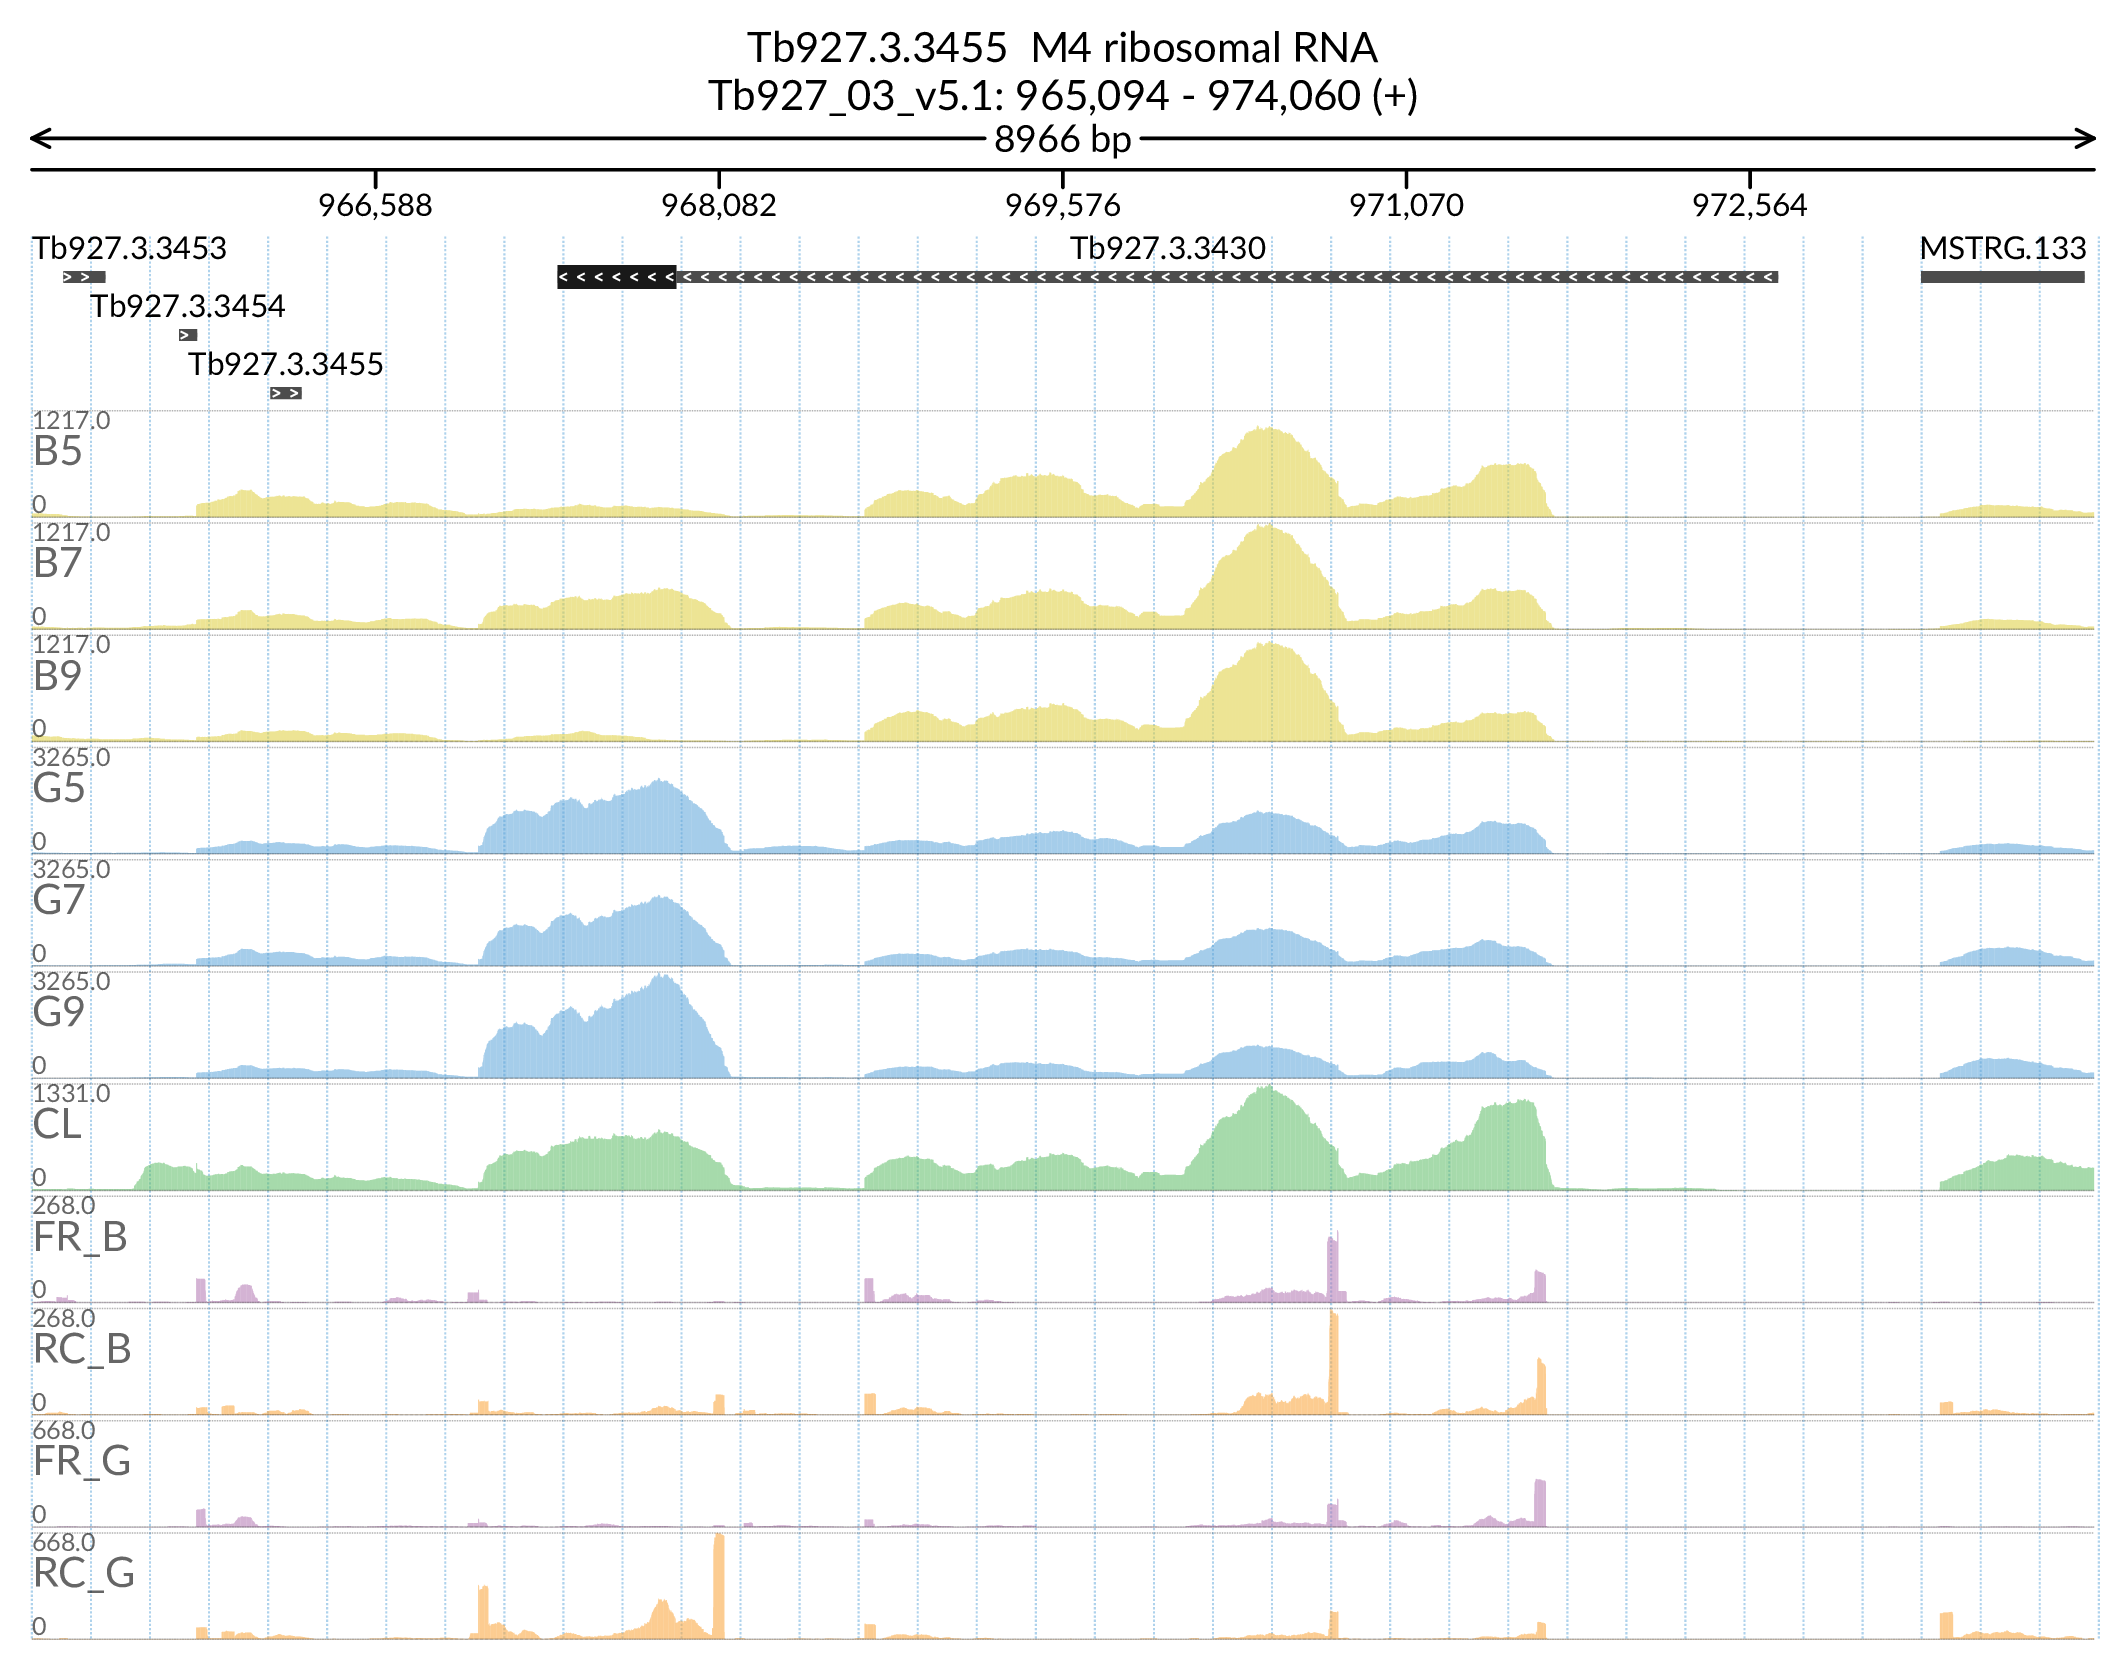 Tb927.3.3455 M4 ribosomal RNA
Tb927_03_v5.1: 965,094 - 974,060 (+)
8966 bp
966,588 968,082 969,576 971,070 972,564
Tb927.3.3453 Tb927.3.3430 MSTRG.133
Tb927.3.3454
Tb927.3.3455
1217.0
B5
0
1217.0
B7
0
1217.0
B9
0
3265.0
G5
0
3265.0
G7
0
3265.0
G9
0
1331.0
CL
0
268.0
FR_B
0
268.0
RC_B
0
668.0
FR_G
0
668.0
RC_G
0